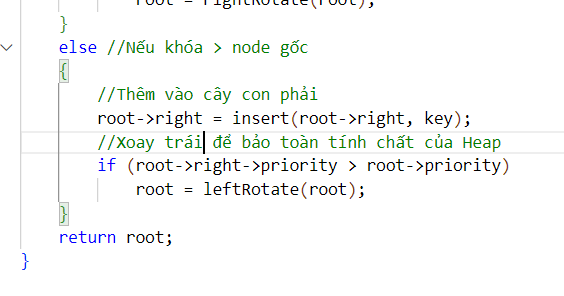 root = rightRotate(root);
}
else //Nếu khóa > node gốc
{
//Thêm vào cây con phải
root->right = insert(root->right, key);
//Xoay trái để bảo toàn tính chất của Heap
if (root->right->priority > root->priority)
root = leftRotate(root);
}
return root;
}